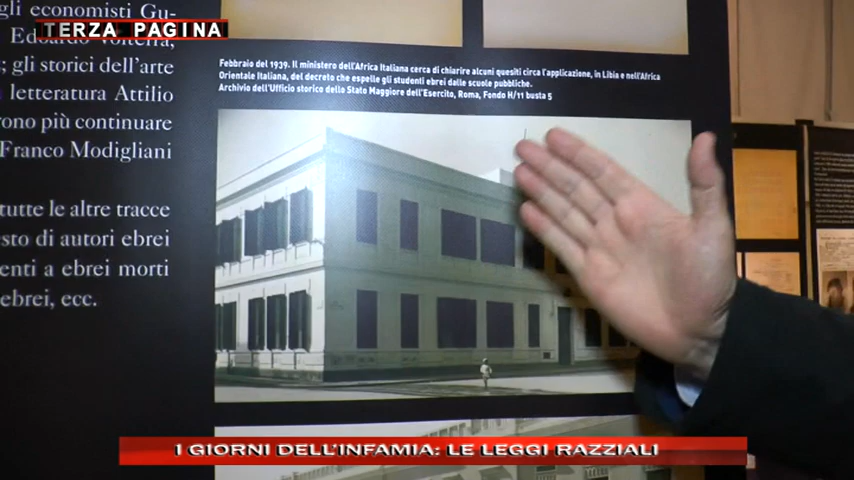 TERZA PAGINA
gli economisti Gu-
Edoardo Volterra,
; gli storici dell'arte
letteratura Attilio
rono più continuare
Franco Modigliani
tutte le altre tracce
sto di autori ebrei
enti a ebrei morti
ebrei, ecc.
Febbraio del 1939. Il ministero dell'Africa Italiana cerca di chiarire alcuni quesiti circa l'applicazione, in Libia e nell'Africa
Orientale Italiana, del decreto che espelle gli studenti ebrei dalle scuole pubbliche.
Archivio dell'Ufficio storico dello Stato Maggiore dell'Esercito, Roma, Fondo H/11 busta 5
I GIORNI DELL'INFAMIA: LE LEGGI RAZZIALI